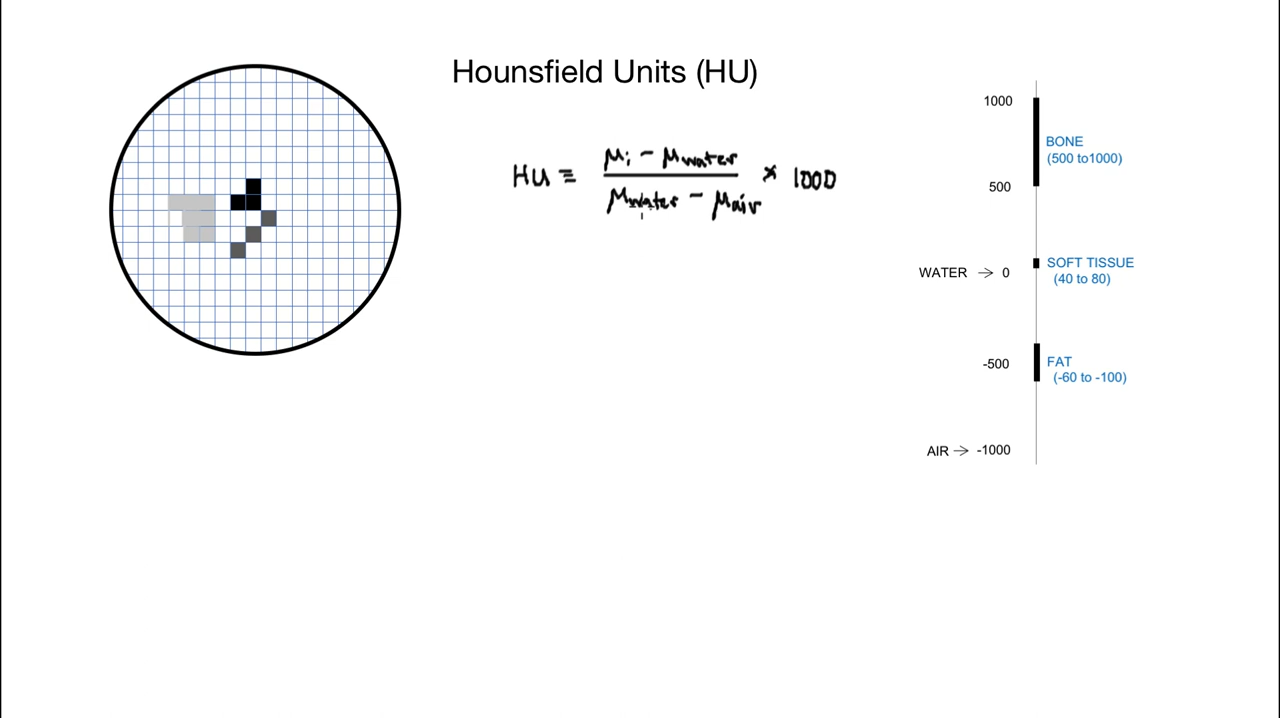 Hounsfield Units (HU)
HU ≡ μi - μwater / μwater - μair × 1000
1000
BONE
(500 to1000)
500
WATER → 0
SOFT TISSUE
(40 to 80)
-500
FAT
(-60 to -100)
AIR → -1000